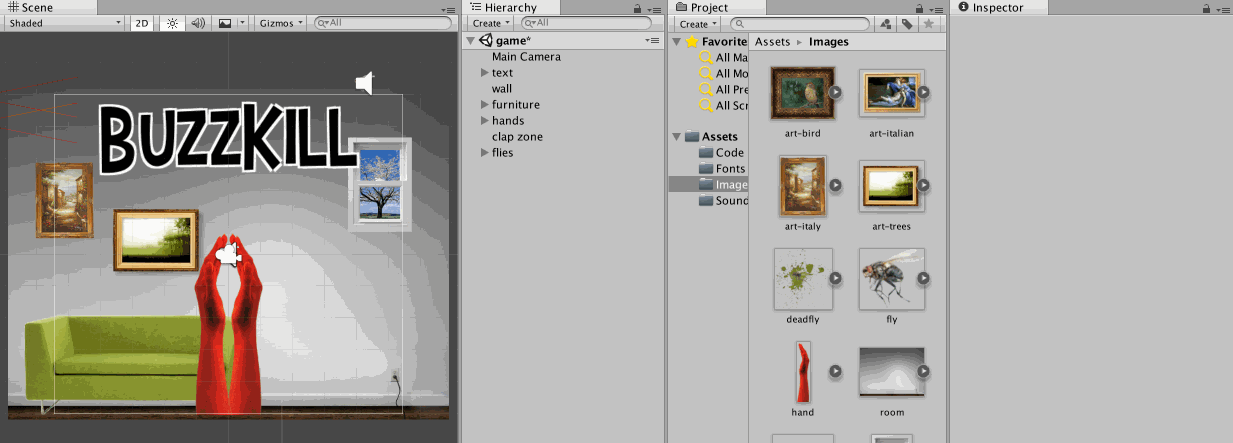 Scene
Shaded
2D
Gizmos
All
BUZZKILL
Hierarchy
Create
All
game*
Main Camera
text
wall
furniture
hands
clap zone
flies
Project
Create
Favorite
All Ma
All Mo
All Pre
All Scr
Assets
Code
Fonts
Image
Sound
Assets ▸ Images
art-bird
art-italian
art-italy
art-trees
deadfly
fly
hand
room
Inspector